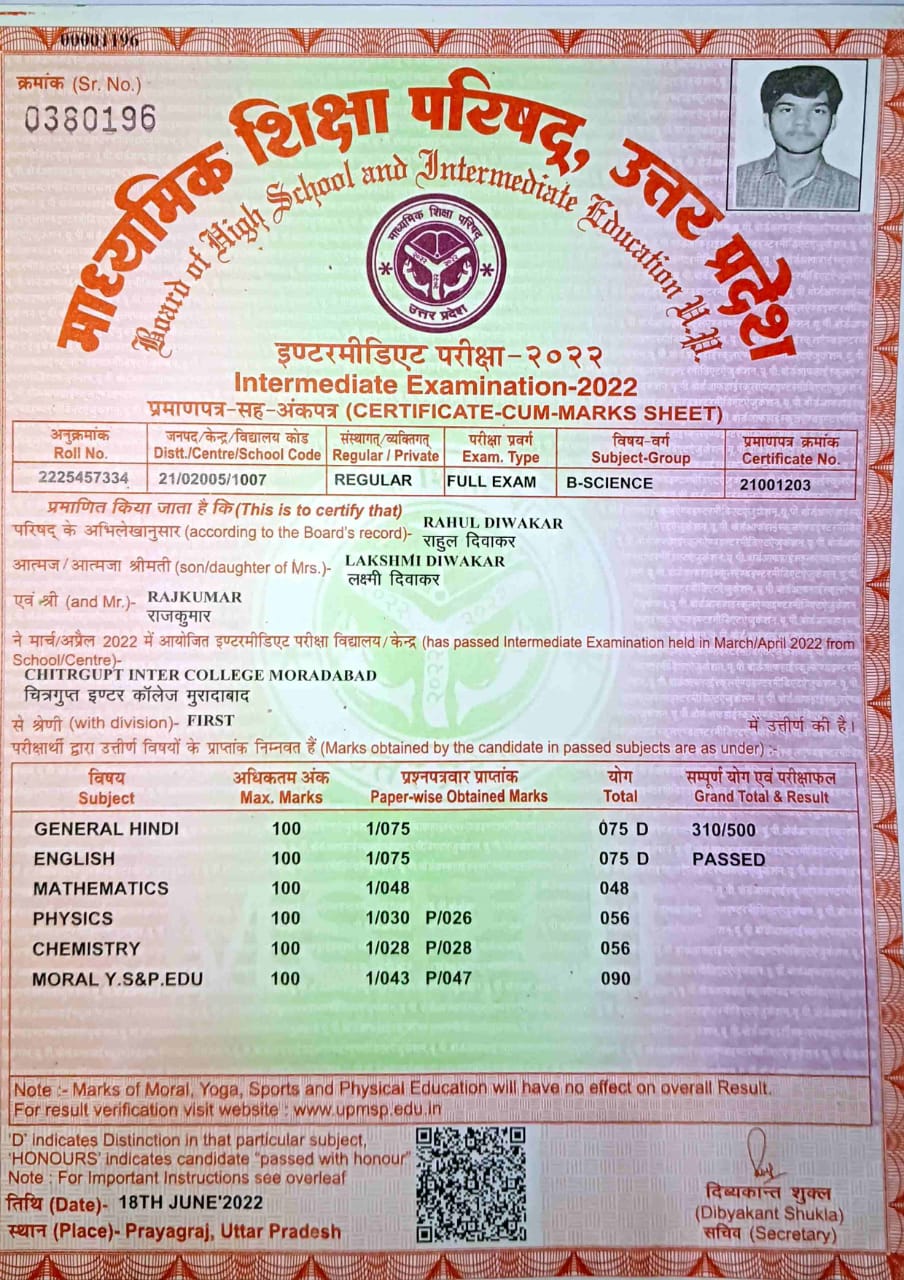 00001196
क्रमांक (Sr. No.)
0380196
माध्यमिक शिक्षा परिषद्, उत्तर प्रदेश
Board of High School and Intermediate Education U.P.
माध्यमिक शिक्षा परिषद्
उत्तर प्रदेश
इण्टरमीडिएट परीक्षा-२०२२
Intermediate Examination-2022
प्रमाणपत्र-सह-अंकपत्र (CERTIFICATE-CUM-MARKS SHEET)
अनुक्रमांक जनपद/केन्द्र/विद्यालय कोड संस्थागत्/व्यक्तिगत् परीक्षा प्रवर्ग विषय-वर्ग प्रमाणपत्र क्रमांक
Roll No. Distt./Centre/School Code Regular / Private Exam. Type Subject-Group Certificate No.
2225457334 21/02005/1007 REGULAR FULL EXAM B-SCIENCE 21001203
प्रमाणित किया जाता है कि(This is to certify that)
परिषद् के अभिलेखानुसार (according to the Board's record)- RAHUL DIWAKAR
राहुल दिवाकर
आत्मज/आत्मजा श्रीमती (son/daughter of Mrs.)- LAKSHMI DIWAKAR
लक्ष्मी दिवाकर
एवं श्री (and Mr.)- RAJKUMAR
राजकुमार
ने मार्च/अप्रैल 2022 में आयोजित इण्टरमीडिएट परीक्षा विद्यालय/केन्द्र (has passed Intermediate Examination held in March/April 2022 from
School/Centre)-
CHITRGUPT INTER COLLEGE MORADABAD
चित्रगुप्त इण्टर कॉलेज मुरादाबाद
से श्रेणी (with division)- FIRST में उत्तीर्ण की है।
परीक्षार्थी द्वारा उत्तीर्ण विषयों के प्राप्तांक निम्नवत हैं (Marks obtained by the candidate in passed subjects are as under) :-
विषय अधिकतम अंक प्रश्नपत्रवार प्राप्तांक योग सम्पूर्ण योग एवं परीक्षाफल
Subject Max. Marks Paper-wise Obtained Marks Total Grand Total & Result
GENERAL HINDI 100 1/075 075 D 310/500
ENGLISH 100 1/075 075 D PASSED
MATHEMATICS 100 1/048 048
PHYSICS 100 1/030 P/026 056
CHEMISTRY 100 1/028 P/028 056
MORAL Y.S&P.EDU 100 1/043 P/047 090
Note :- Marks of Moral, Yoga, Sports and Physical Education will have no effect on overall Result.
For result verification visit website : www.upmsp.edu.in
'D' indicates Distinction in that particular subject,
'HONOURS' indicates candidate "passed with honour"
Note : For Important Instructions see overleaf
तिथि (Date)- 18TH JUNE'2022
स्थान (Place)- Prayagraj, Uttar Pradesh
दिब्यकान्त शुक्ल
(Dibyakant Shukla)
सचिव (Secretary)